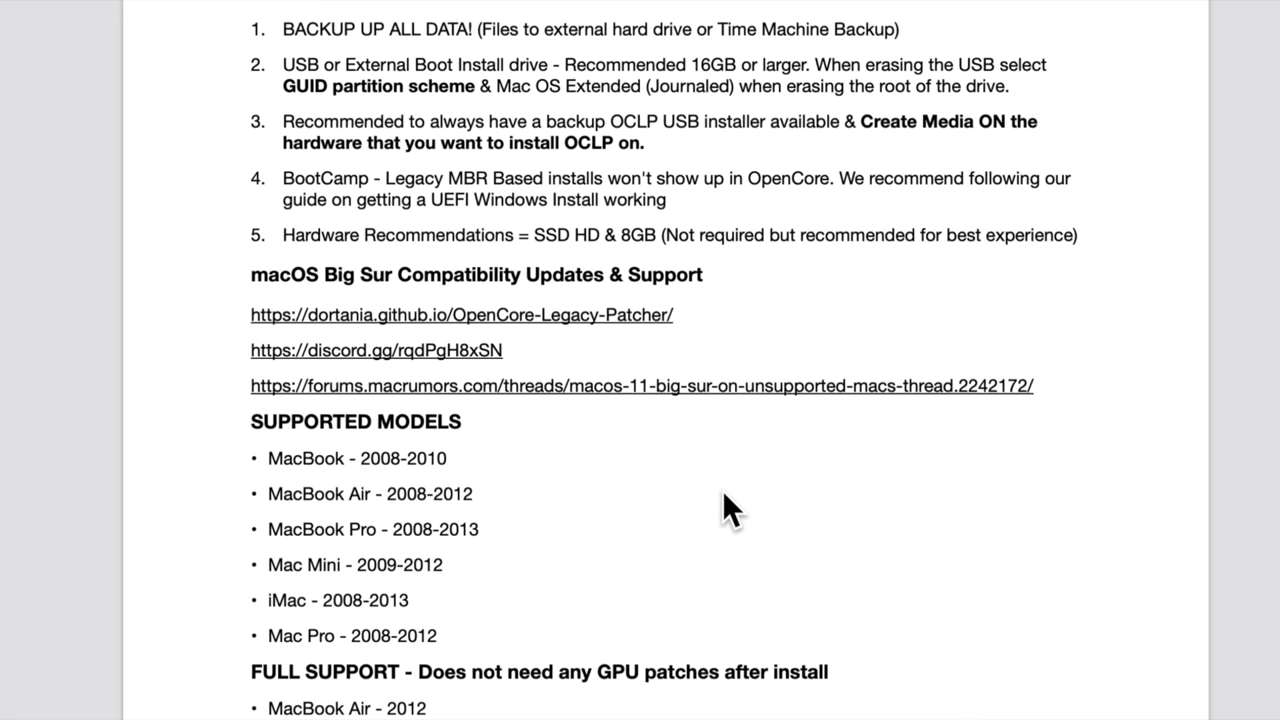 1. BACKUP UP ALL DATA! (Files to external hard drive or Time Machine Backup)
2. USB or External Boot Install drive - Recommended 16GB or larger. When erasing the USB select
GUID partition scheme & Mac OS Extended (Journaled) when erasing the root of the drive.
3. Recommended to always have a backup OCLP USB installer available & Create Media ON the
hardware that you want to install OCLP on.
4. BootCamp - Legacy MBR Based installs won't show up in OpenCore. We recommend following our
guide on getting a UEFI Windows Install working
5. Hardware Recommendations = SSD HD & 8GB (Not required but recommended for best experience)
macOS Big Sur Compatibility Updates & Support
https://dortania.github.io/OpenCore-Legacy-Patcher/
https://discord.gg/rqdPgH8xSN
https://forums.macrumors.com/threads/macos-11-big-sur-on-unsupported-macs-thread.2242172/
SUPPORTED MODELS
• MacBook - 2008-2010
• MacBook Air - 2008-2012
• MacBook Pro - 2008-2013
• Mac Mini - 2009-2012
• iMac - 2008-2013
• Mac Pro - 2008-2012
FULL SUPPORT - Does not need any GPU patches after install
• MacBook Air - 2012